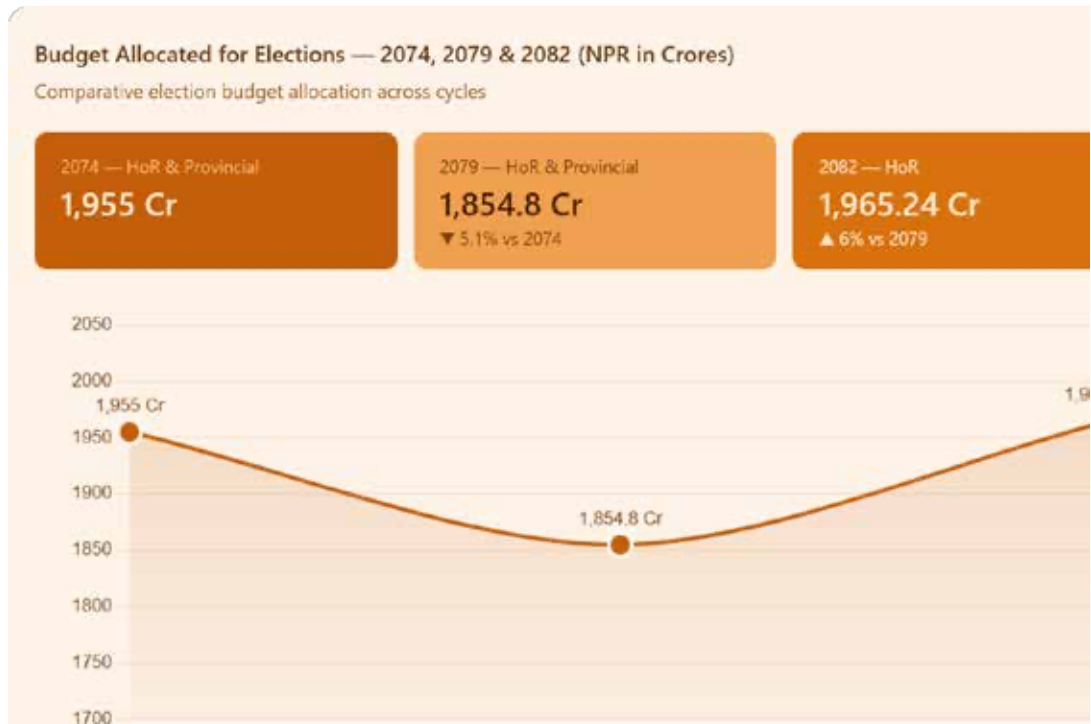 Budget Allocated for Elections — 2074, 2079 & 2082 (NPR in Crores)
Comparative election budget allocation across cycles
2074 — HoR & Provincial
1,955 Cr
2079 — HoR & Provincial
1,854.8 Cr
▼ 5.1% vs 2074
2082 — HoR
1,965.24 Cr
▲ 6% vs 2079
2050
2000
1,955 Cr
1950
1900
1,854.8 Cr
1850
1800
1750
1700